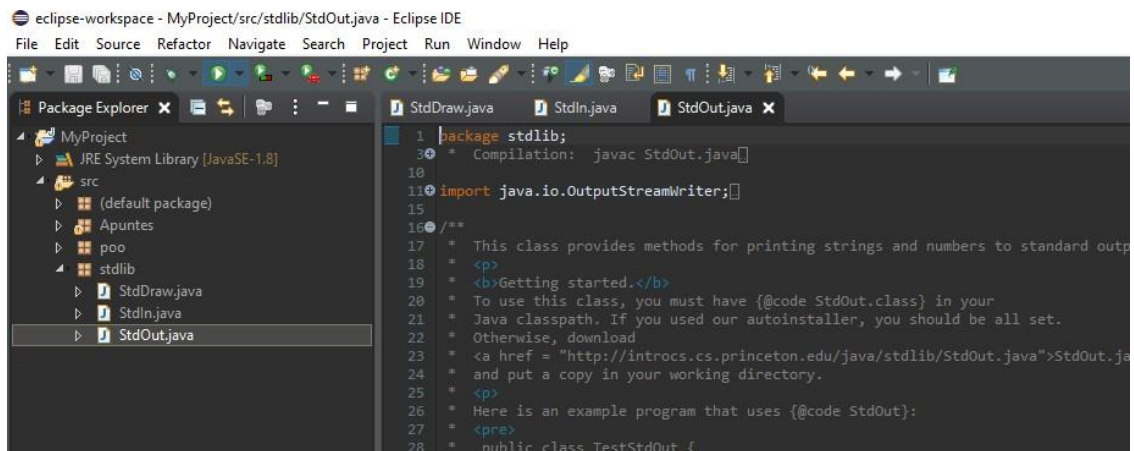 eclipse-workspace - MyProject/src/stdlib/StdOut.java - Eclipse IDE
File Edit Source Refactor Navigate Search Project Run Window Help
Package Explorer
StdDraw.java StdIn.java StdOut.java
MyProject
JRE System Library [JavaSE-1.8]
src
(default package)
Apuntes
poo
stdlib
StdDraw.java
StdIn.java
StdOut.java
1 package stdlib;
3 * Compilation: javac StdOut.java
10
11 import java.io.OutputStreamWriter;
15
16 /**
17 * This class provides methods for printing strings and numbers to standard outp
18 * <p>
19 * <b>Getting started.</b>
20 * To use this class, you must have {@code StdOut.class} in your
21 * Java classpath. If you used our autoinstaller, you should be all set.
22 * Otherwise, download
23 * <a href = "http://introcs.cs.princeton.edu/java/stdlib/StdOut.java">StdOut.ja
24 * and put a copy in your working directory.
25 * <p>
26 * Here is an example program that uses {@code StdOut}:
27 * <pre>
28 * public class TestStdOut {